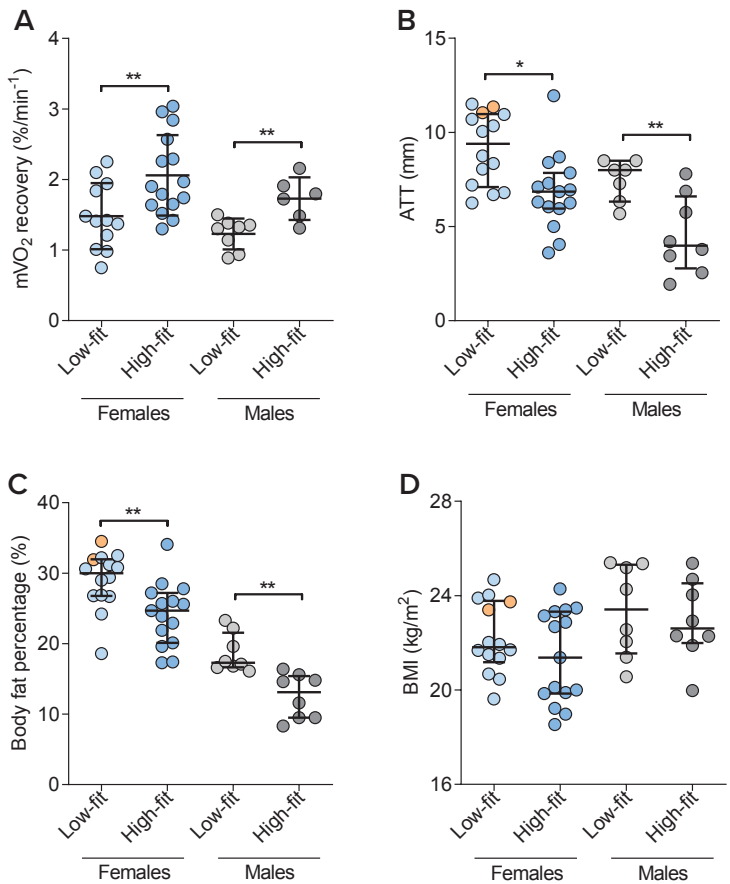 A
mVO2 recovery (%/min-1)
4
3
2
1
0
**
**
Low-fit
High-fit
Low-fit
High-fit
Females
Males
B
ATT (mm)
15
10
5
0
*
**
Low-fit
High-fit
Low-fit
High-fit
Females
Males
C
Body fat percentage (%)
40
30
20
10
0
**
**
Low-fit
High-fit
Low-fit
High-fit
Females
Males
D
BMI (kg/m2)
28
24
20
16
Low-fit
High-fit
Low-fit
High-fit
Females
Males